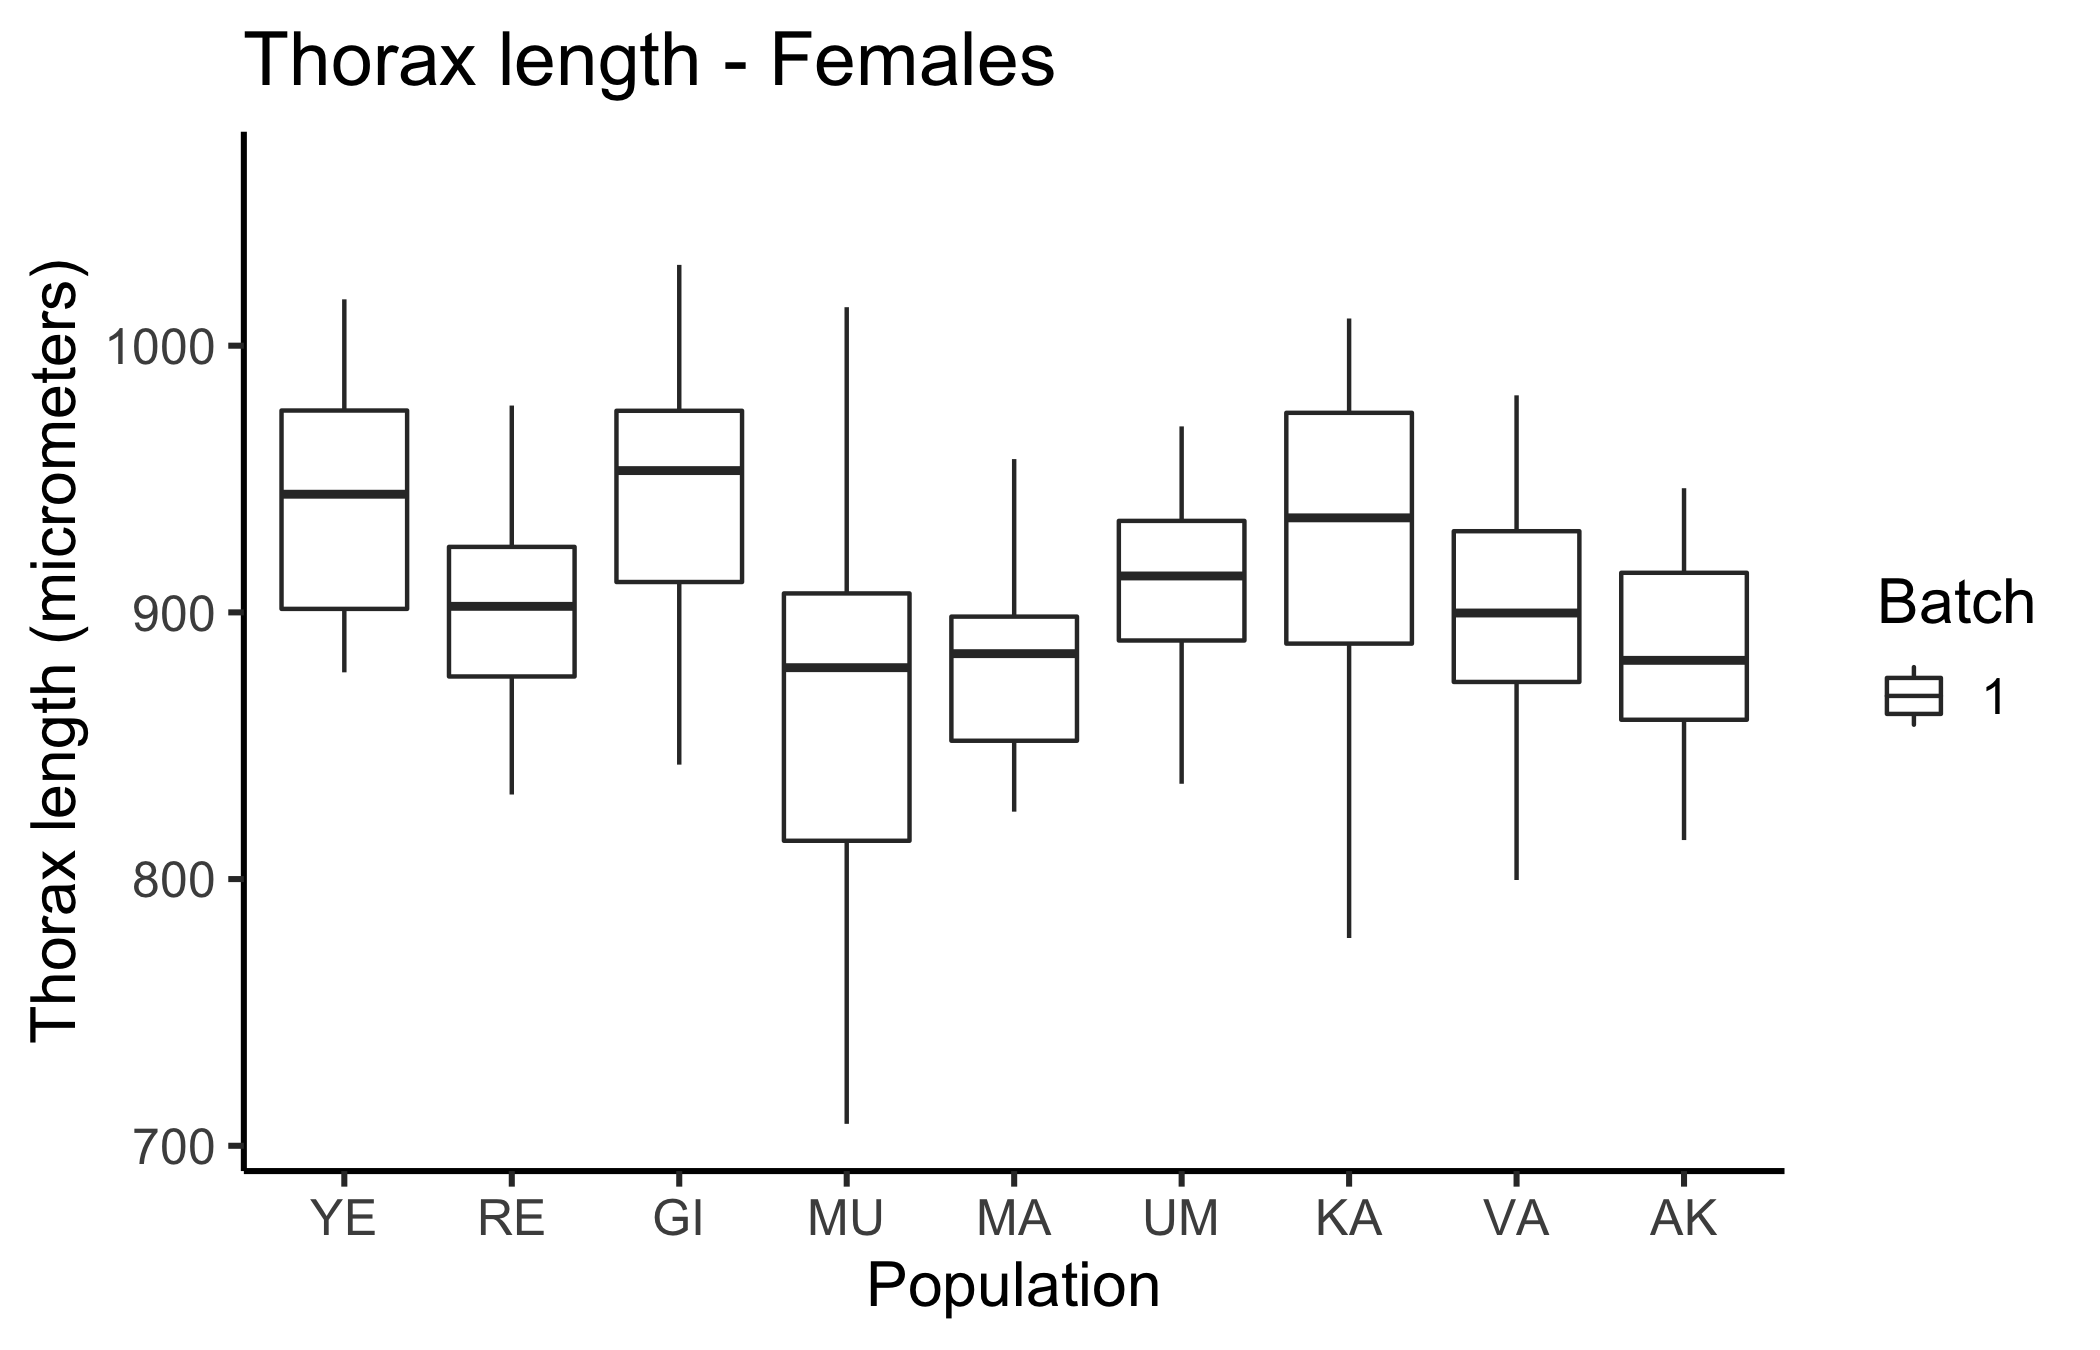 Thorax length - Females
Thorax length (micrometers)
1000
900
800
700
YE RE GI MU MA UM KA VA AK
Population
Batch
1